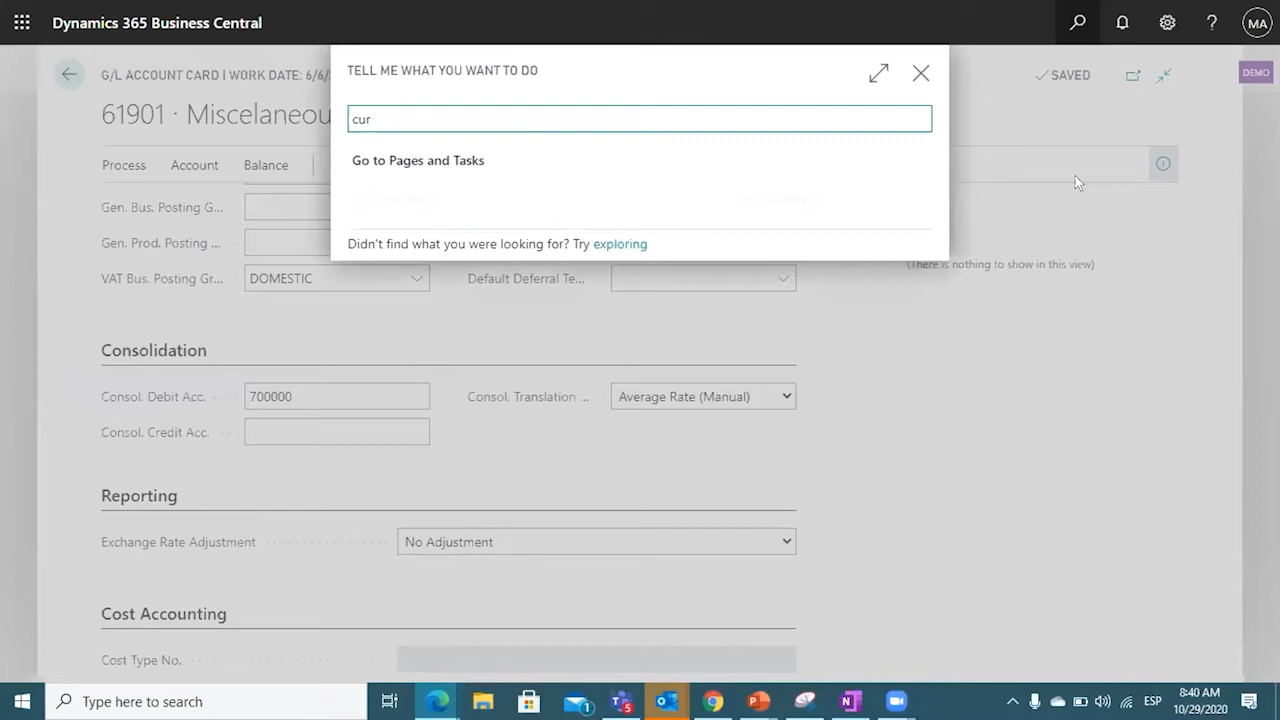 Dynamics 365 Business Central
MA
G/L ACCOUNT CARD | WORK DATE: 6/6/
TELL ME WHAT YOU WANT TO DO
SAVED
DEMO
61901 · Miscelaneou
cur
Process Account Balance
Go to Pages and Tasks
Gen. Bus. Posting G...
Gen. Prod. Posting ...
Didn't find what you were looking for? Try exploring
(There is nothing to show in this view)
VAT Bus. Posting Gr... DOMESTIC Default Deferral Te...
Consolidation
Consol. Debit Acc. 700000 Consol. Translation ... Average Rate (Manual)
Consol. Credit Acc.
Reporting
Exchange Rate Adjustment No Adjustment
Cost Accounting
Cost Type No.
Type here to search
1
5
ESP
8:40 AM
10/29/2020